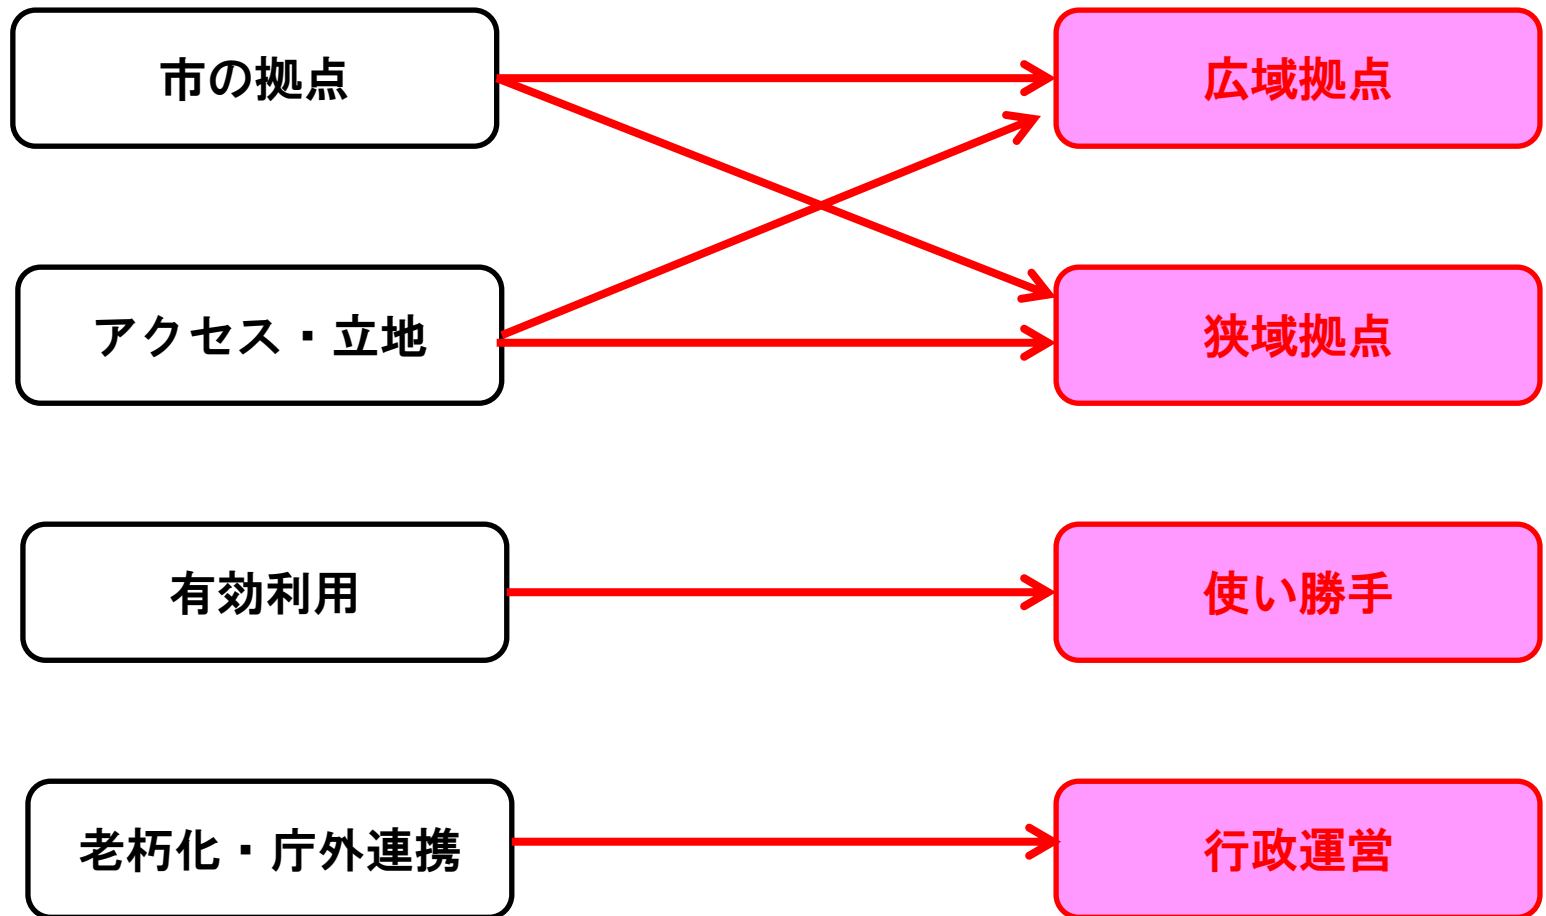 市の拠点
広域拠点
アクセス・立地
狭域拠点
有効利用
使い勝手
老朽化・庁外連携
行政運営